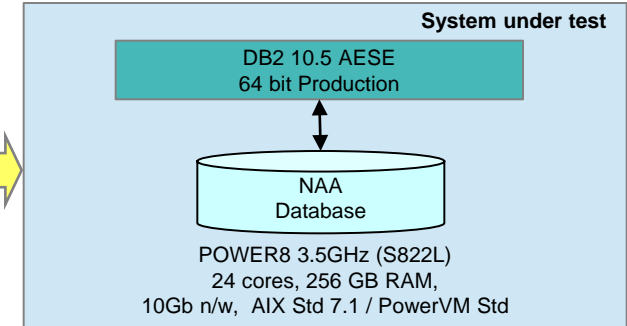 System under test
DB2 10.5 AESE
64 bit Production
NAA
Database
POWER8 3.5GHz (S822L)
24 cores, 256 GB RAM,
10Gb n/w, AIX Std 7.1 / PowerVM Std